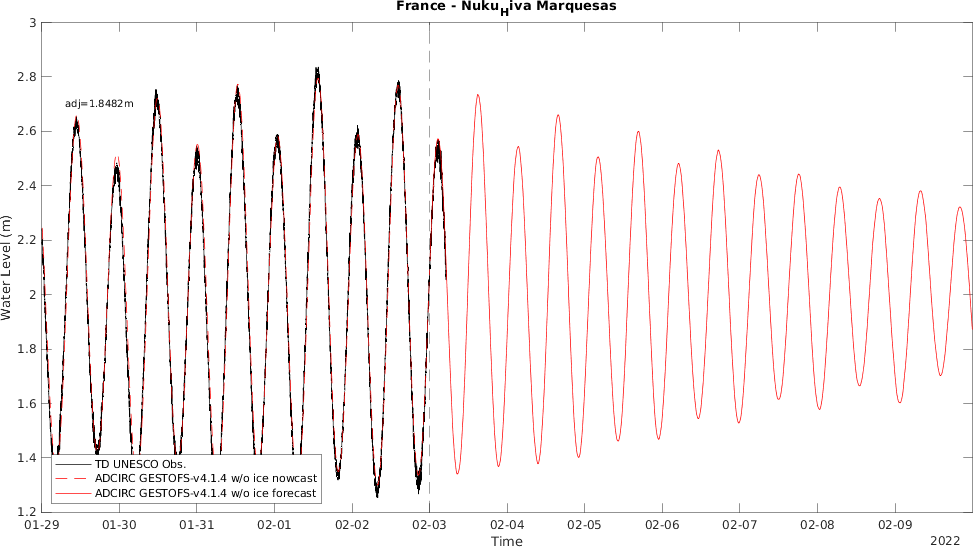 France - Nuku_Hiva Marquesas
3
2.8
adj=1.8482m
2.6
2.4
2.2
Water Level (m)
2
1.8
1.6
1.4
TD UNESCO Obs.
ADCIRC GESTOFS-v4.1.4 w/o ice nowcast
ADCIRC GESTOFS-v4.1.4 w/o ice forecast
1.2
01-29 01-30 01-31 02-01 02-02 02-03 02-04 02-05 02-06 02-07 02-08 02-09
Time
2022